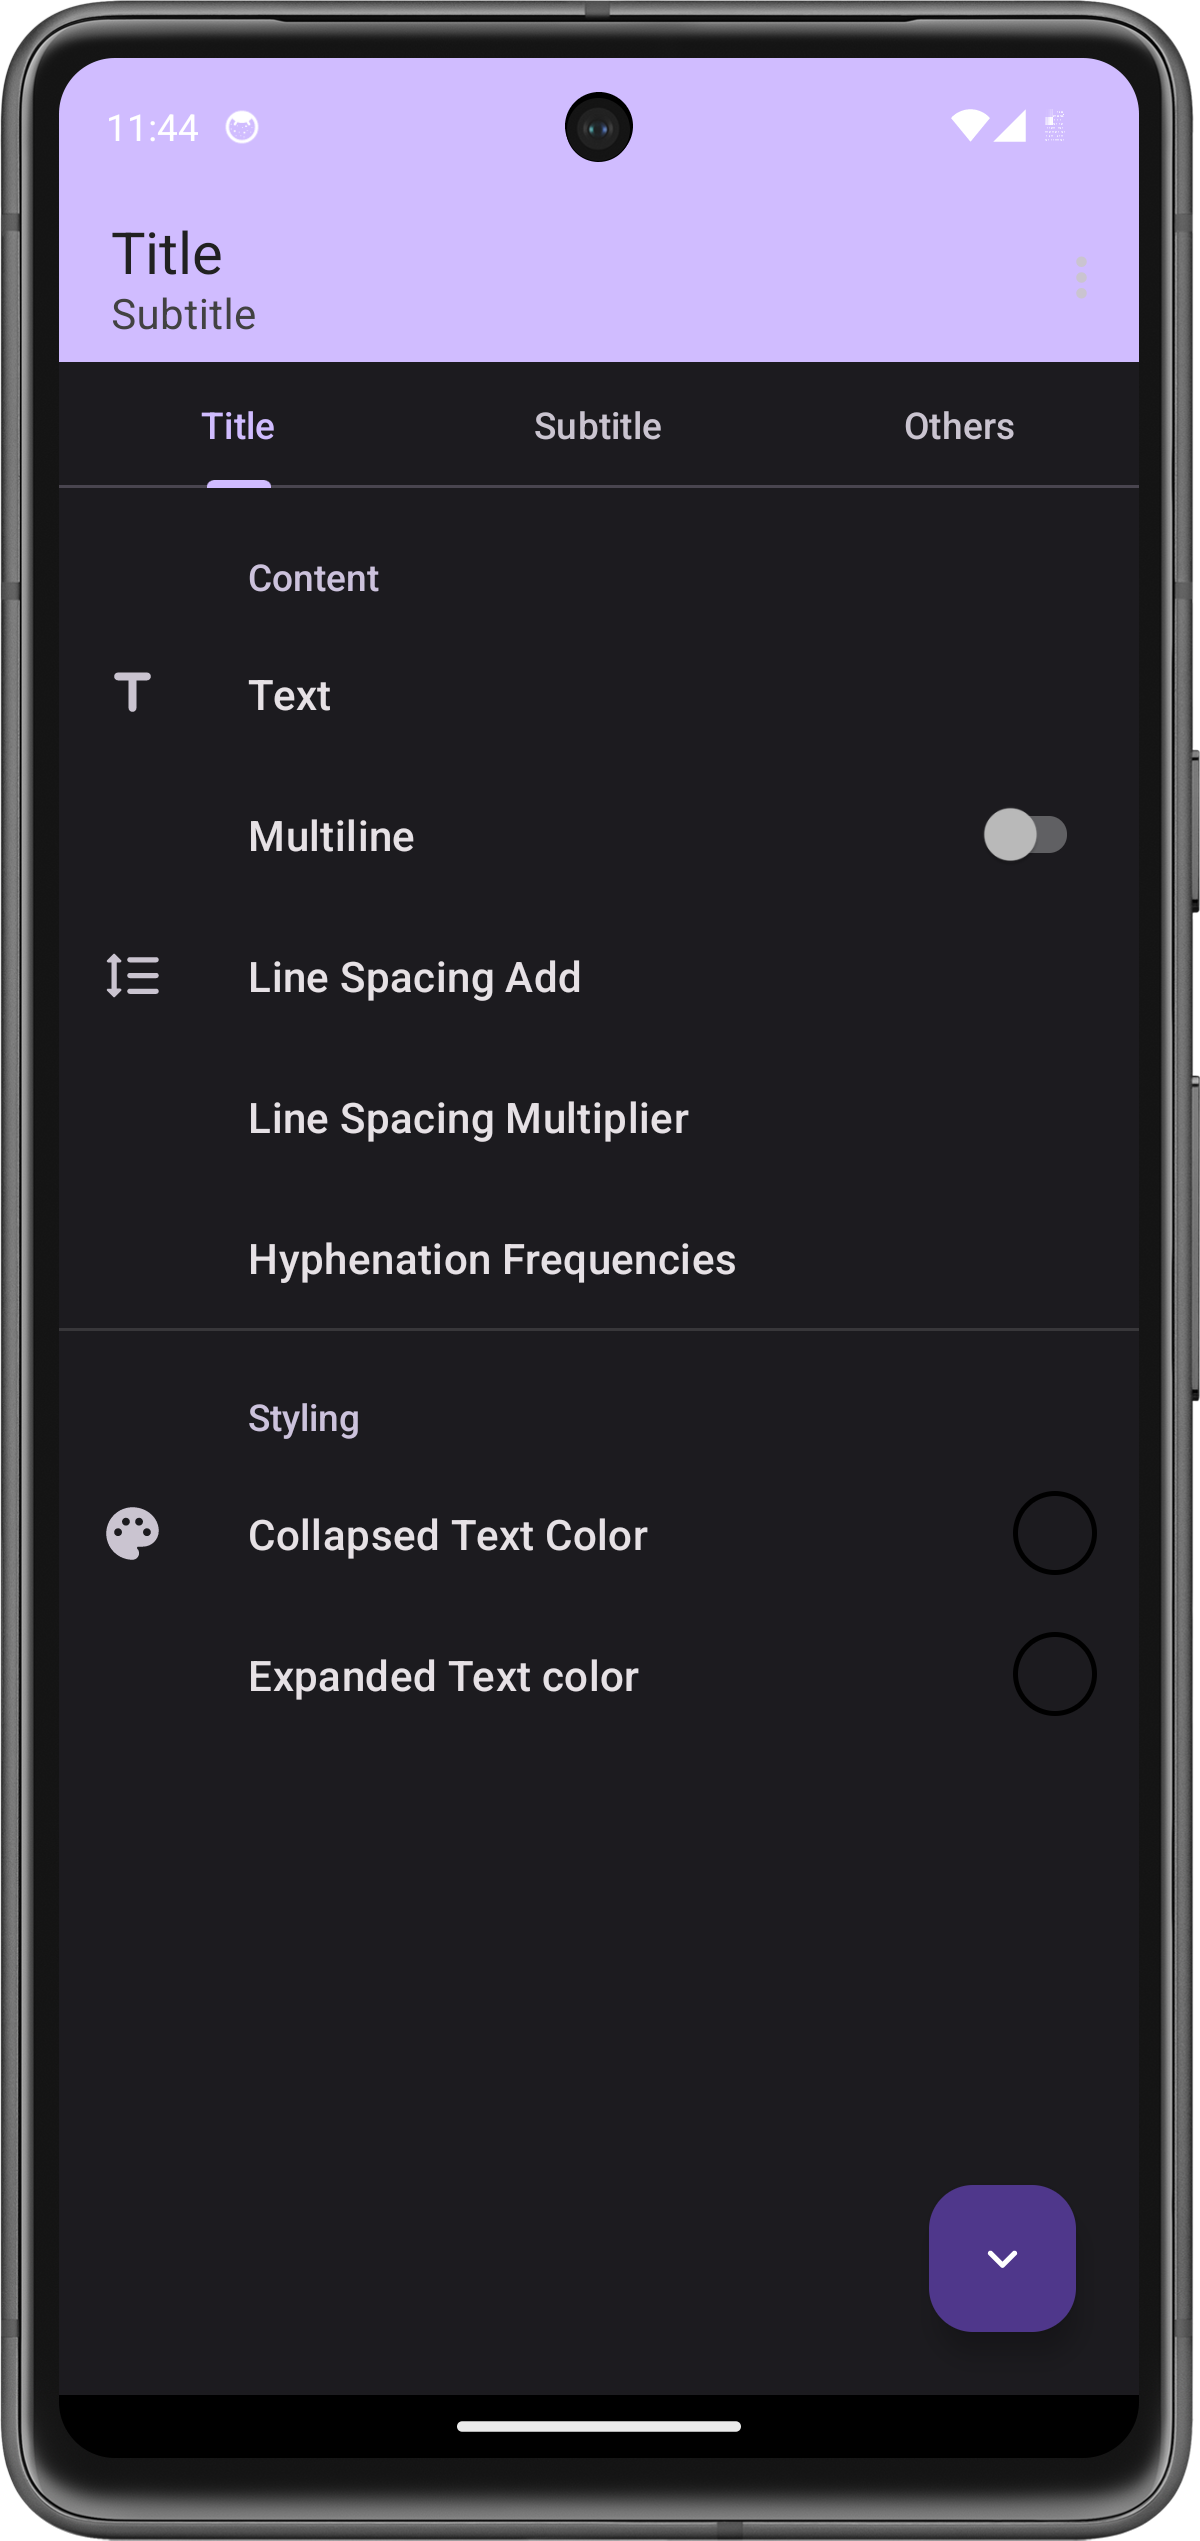 11:44
Title
Subtitle
Title Subtitle Others
Content
Text
Multiline
Line Spacing Add
Line Spacing Multiplier
Hyphenation Frequencies
Styling
Collapsed Text Color
Expanded Text color